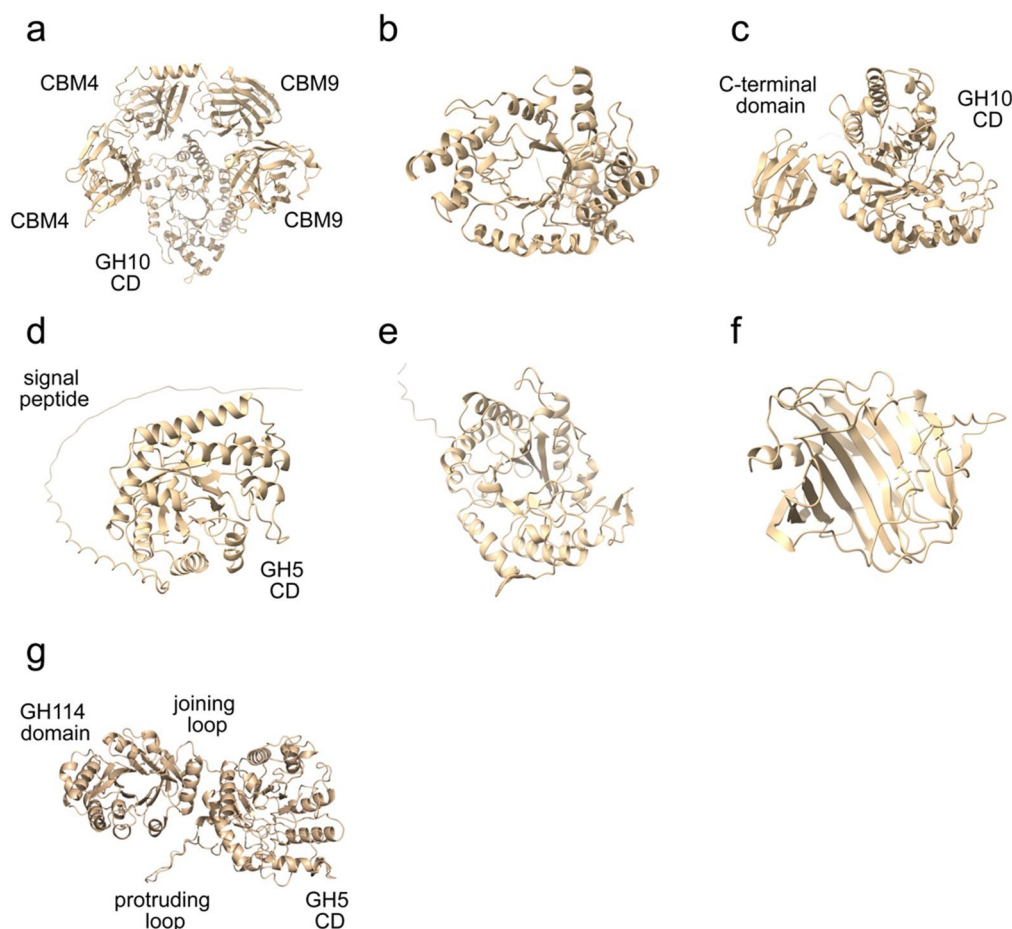 a
CBM4
CBM9
CBM4
CBM9
GH10
CD
b
c
C-terminal
domain
GH10
CD
d
signal
peptide
GH5
CD
e
f
g
GH114
domain
joining
loop
protruding
loop
GH5
CD